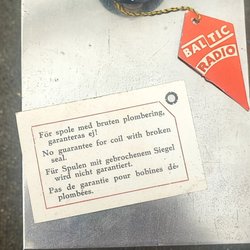 BALTIC
RADIO
För spole med bruten plombering,
garanteras ej!
No guarantee for coil with broken
seal.
Für Spulen mit gebrochenem Siegel
wird nicht garantiert.
Pas de garantie pour bobines dé-
plombées.